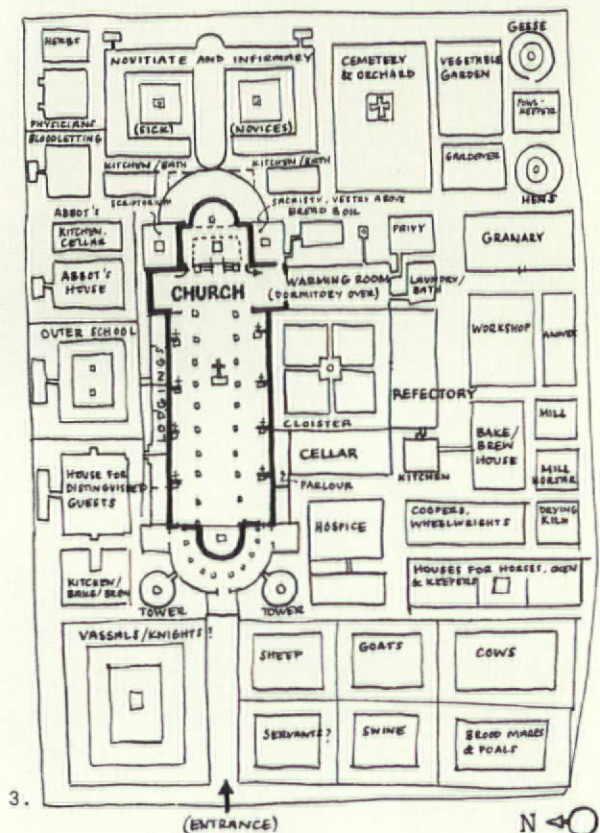 GEESE
HERBS
NOVITIATE AND INFIRMARY
CEMETERY
& ORCHARD
VEGETABLE
GARDEN
(SICK)
(NOVICES)
FOWL-
KEEPER
PHYSICIANS
BLOODLETTING
KITCHEN/BATH
KITCHEN/BATH
GARDENER
HENS
SCRIPTORIUM
SACRISTY, VESTRY ABOVE
BREAD BOIL
ABBOT'S
KITCHEN,
CELLAR
PRIVY
GRANARY
ABBOT'S
HOUSE
CHURCH
WARMING ROOM
(DORMITORY OVER)
LAUNDRY/
BATH
OUTER SCHOOL
LODGINGS
WORKSHOP
ANNEX
REFECTORY
CLOISTER
MILL
BAKE/
BREW
HOUSE
CELLAR
KITCHEN
MILL
MORTAR
HOUSE FOR
DISTINGUISHED
GUESTS
? PARLOUR
HOSPICE
COOPERS,
WHEELWRIGHTS
DRYING
KILN
KITCHEN/
BAKE/BREW
HOUSES FOR HORSES, OXEN
& KEEPERS
TOWER
TOWER
VASSALS/KNIGHTS?
SHEEP
GOATS
COWS
SERVANTS?
SWINE
BROOD MARES
& FOALS
3.
(ENTRANCE)
N